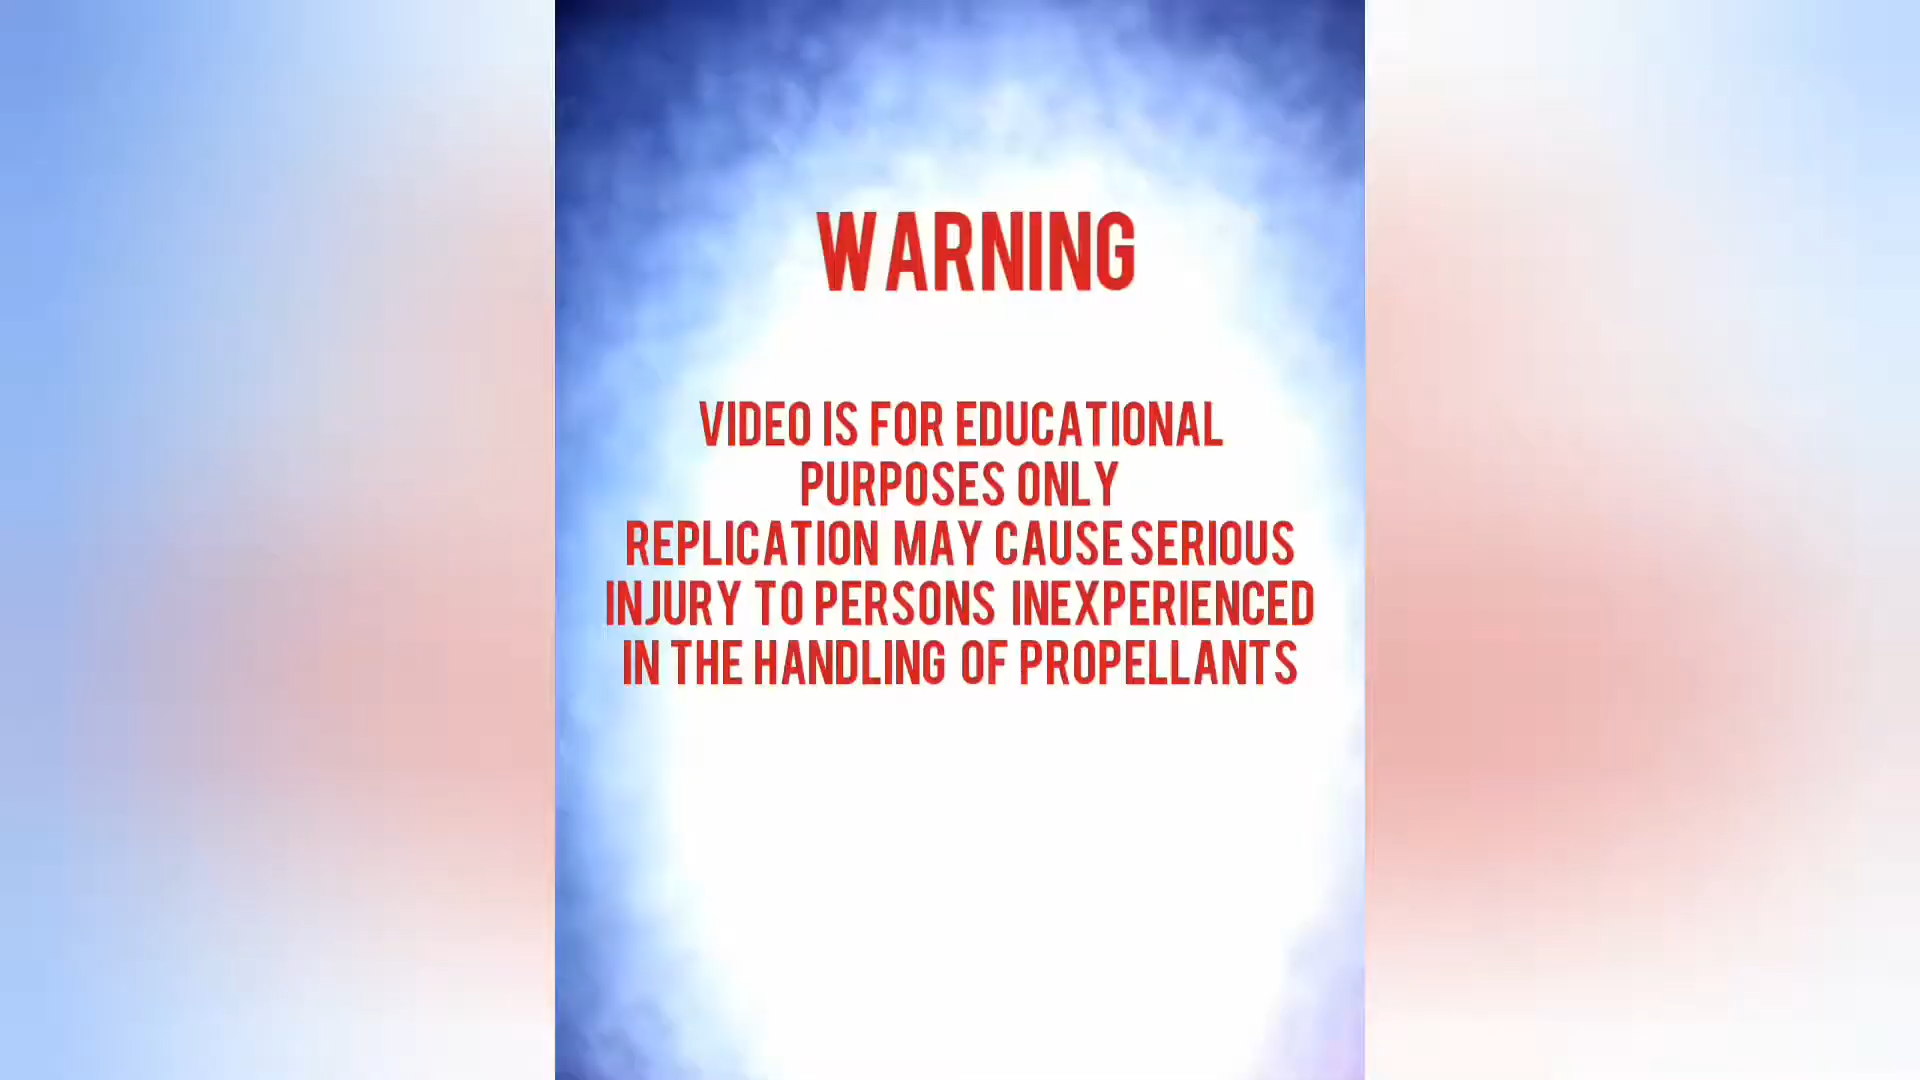 WARNING
VIDEO IS FOR EDUCATIONAL
PURPOSES ONLY
REPLICATION MAY CAUSE SERIOUS
INJURY TO PERSONS INEXPERIENCED
IN THE HANDLING OF PROPELLANTS